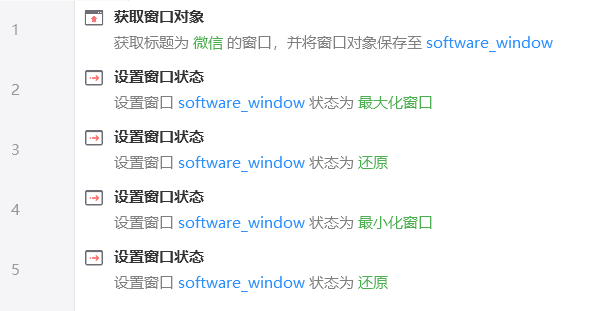 1
获取窗口对象
获取标题为 微信 的窗口，并将窗口对象保存至 software_window
2
设置窗口状态
设置窗口 software_window 状态为 最大化窗口
3
设置窗口状态
设置窗口 software_window 状态为 还原
4
设置窗口状态
设置窗口 software_window 状态为 最小化窗口
5
设置窗口状态
设置窗口 software_window 状态为 还原